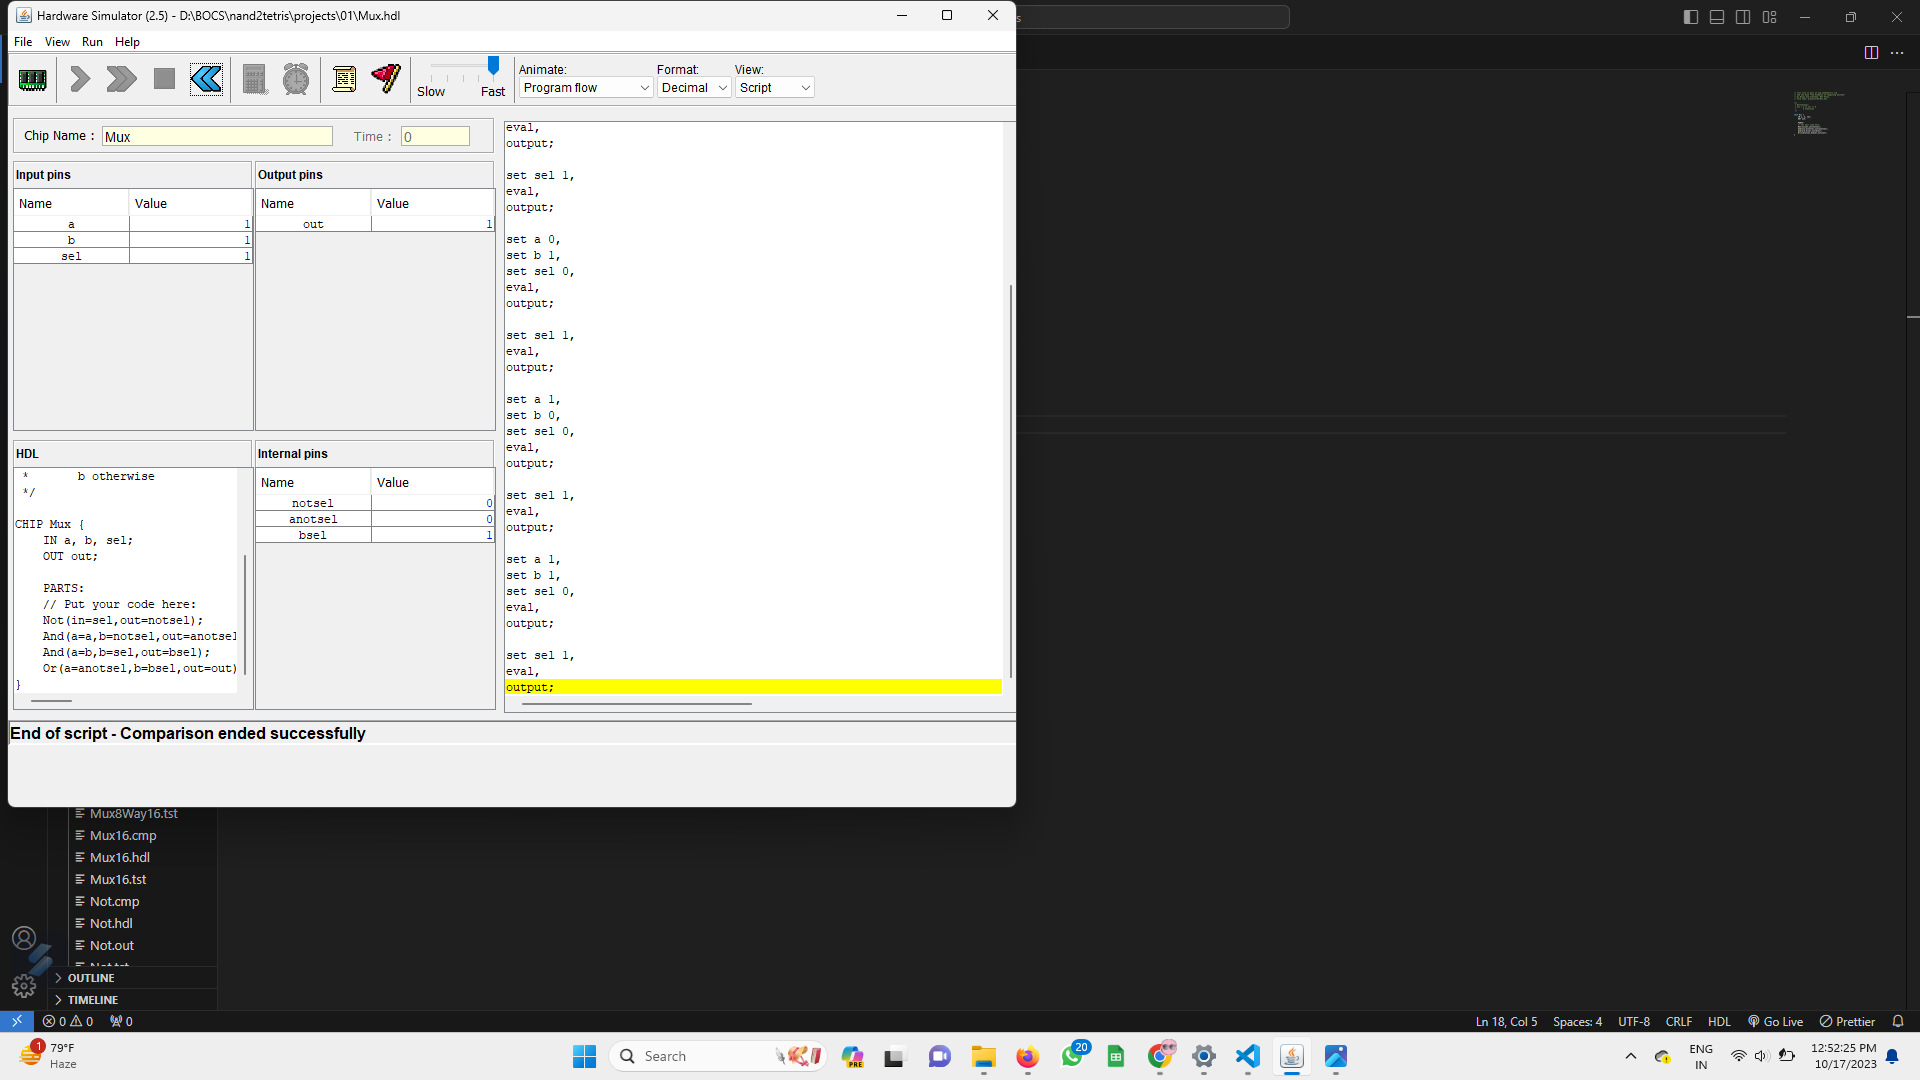 Hardware Simulator (2.5) - D:\BOCS\nand2tetris\projects\01\Mux.hdl
s
File View Run Help
Slow Fast
Animate: Format: View:
Program flow Decimal Script
Chip Name : Mux Time : 0
Input pins
Name Value
a 1
b 1
sel 1
Output pins
Name Value
out 1
HDL
* b otherwise
*/
CHIP Mux {
IN a, b, sel;
OUT out;
PARTS:
// Put your code here:
Not(in=sel,out=notsel);
And(a=a,b=notsel,out=anotsel
And(a=b,b=sel,out=bsel);
Or(a=anotsel,b=bsel,out=out)
}
Internal pins
Name Value
notsel 0
anotsel 0
bsel 1
eval,
output;
set sel 1,
eval,
output;
set a 0,
set b 1,
set sel 0,
eval,
output;
set sel 1,
eval,
output;
set a 1,
set b 0,
set sel 0,
eval,
output;
set sel 1,
eval,
output;
set a 1,
set b 1,
set sel 0,
eval,
output;
set sel 1,
eval,
output;
End of script - Comparison ended successfully
Mux8Way16.tst
Mux16.cmp
Mux16.hdl
Mux16.tst
Not.cmp
Not.hdl
Not.out
Not.tst
OUTLINE
TIMELINE
0 0 0
Ln 18, Col 5 Spaces: 4 UTF-8 CRLF HDL Go Live Prettier
1
79°F
Haze
Search
PRE
20
ENG
IN
12:52:25 PM
10/17/2023